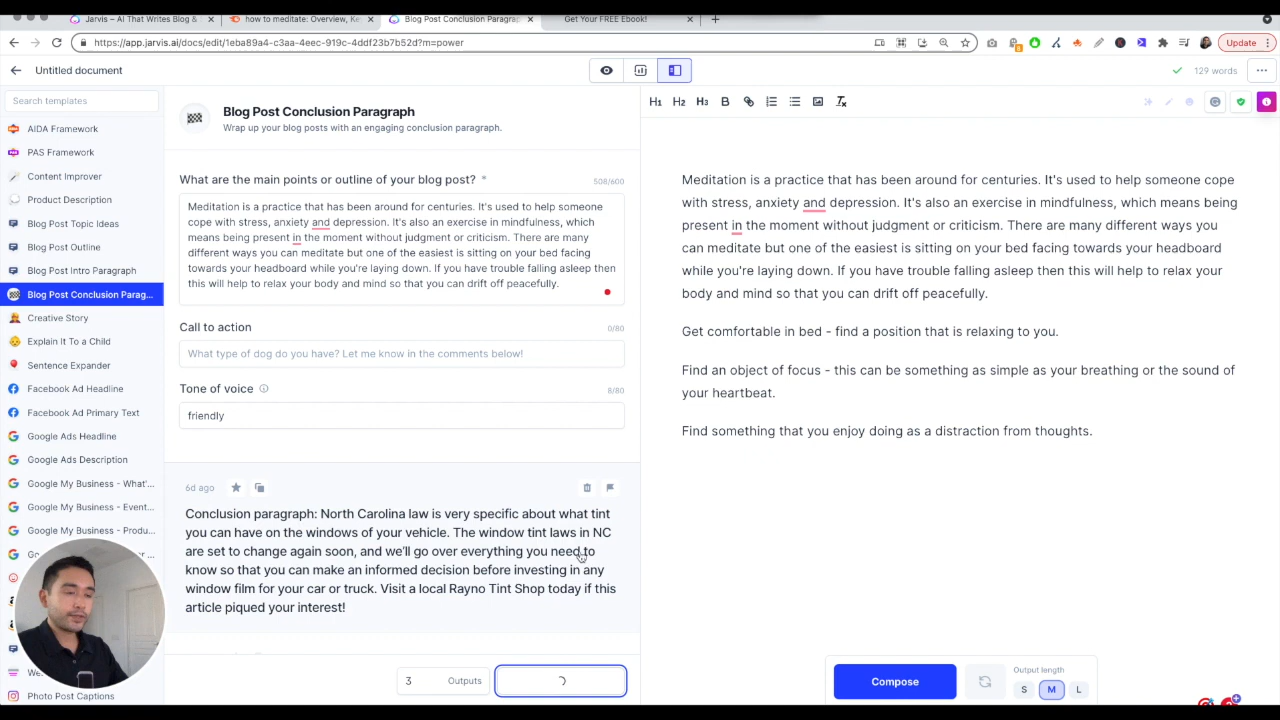 Jarvis – AI That Writes Blog &
how to meditate: Overview, Ke
Blog Post Conclusion Paragraph
Get Your FREE Ebook!
https://app.jarvis.ai/docs/edit/1eba89a4-c3aa-4eec-919c-4ddf23b7b52d?m=power
Update
Untitled document
129 words
Search templates
AIDA Framework
PAS Framework
Content Improver
Product Description
Blog Post Topic Ideas
Blog Post Outline
Blog Post Intro Paragraph
Blog Post Conclusion Parag...
Creative Story
Explain It To a Child
Sentence Expander
Facebook Ad Headline
Facebook Ad Primary Text
Google Ads Headline
Google Ads Description
Google My Business - What'...
Google My Business - Event...
Google My Business - Produ...
Photo Post Captions
Blog Post Conclusion Paragraph
Wrap up your blog posts with an engaging conclusion paragraph.
What are the main points or outline of your blog post? *
508/600
Meditation is a practice that has been around for centuries. It's used to help someone
cope with stress, anxiety and depression. It's also an exercise in mindfulness, which
means being present in the moment without judgment or criticism. There are many
different ways you can meditate but one of the easiest is sitting on your bed facing
towards your headboard while you're laying down. If you have trouble falling asleep then
this will help to relax your body and mind so that you can drift off peacefully.
Call to action
0/80
What type of dog do you have? Let me know in the comments below!
Tone of voice
8/80
friendly
6d ago
Conclusion paragraph: North Carolina law is very specific about what tint
you can have on the windows of your vehicle. The window tint laws in NC
are set to change again soon, and we'll go over everything you need to
know so that you can make an informed decision before investing in any
window film for your car or truck. Visit a local Rayno Tint Shop today if this
article piqued your interest!
3
Outputs
H1 H2 H3 B
Meditation is a practice that has been around for centuries. It's used to help someone cope
with stress, anxiety and depression. It's also an exercise in mindfulness, which means being
present in the moment without judgment or criticism. There are many different ways you
can meditate but one of the easiest is sitting on your bed facing towards your headboard
while you're laying down. If you have trouble falling asleep then this will help to relax your
body and mind so that you can drift off peacefully.
Get comfortable in bed - find a position that is relaxing to you.
Find an object of focus - this can be something as simple as your breathing or the sound of
your heartbeat.
Find something that you enjoy doing as a distraction from thoughts.
Compose
Output length
S M L